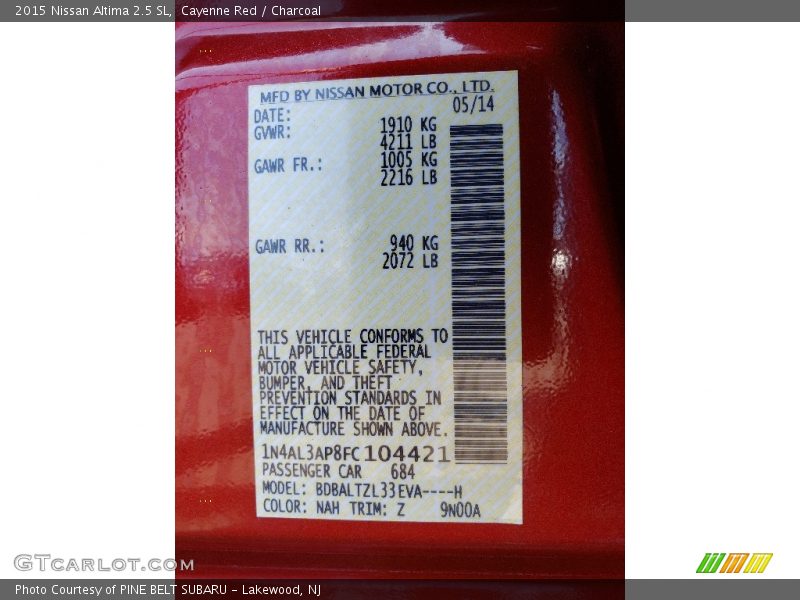 2015 Nissan Altima 2.5 SL, Cayenne Red / Charcoal
MFD BY NISSAN MOTOR CO., LTD.
DATE: 05/14
GVWR: 1910 KG
4211 LB
GAWR FR.: 1005 KG
2216 LB
GAWR RR.: 940 KG
2072 LB
THIS VEHICLE CONFORMS TO
ALL APPLICABLE FEDERAL
MOTOR VEHICLE SAFETY,
BUMPER, AND THEFT
PREVENTION STANDARDS IN
EFFECT ON THE DATE OF
MANUFACTURE SHOWN ABOVE.
1N4AL3AP8FC104421
PASSENGER CAR 684
MODEL: BDBALTZL33EVA----H
COLOR: NAH TRIM: Z 9N00A
GTCARLOT.COM™
Photo Courtesy of PINE BELT SUBARU – Lakewood, NJ